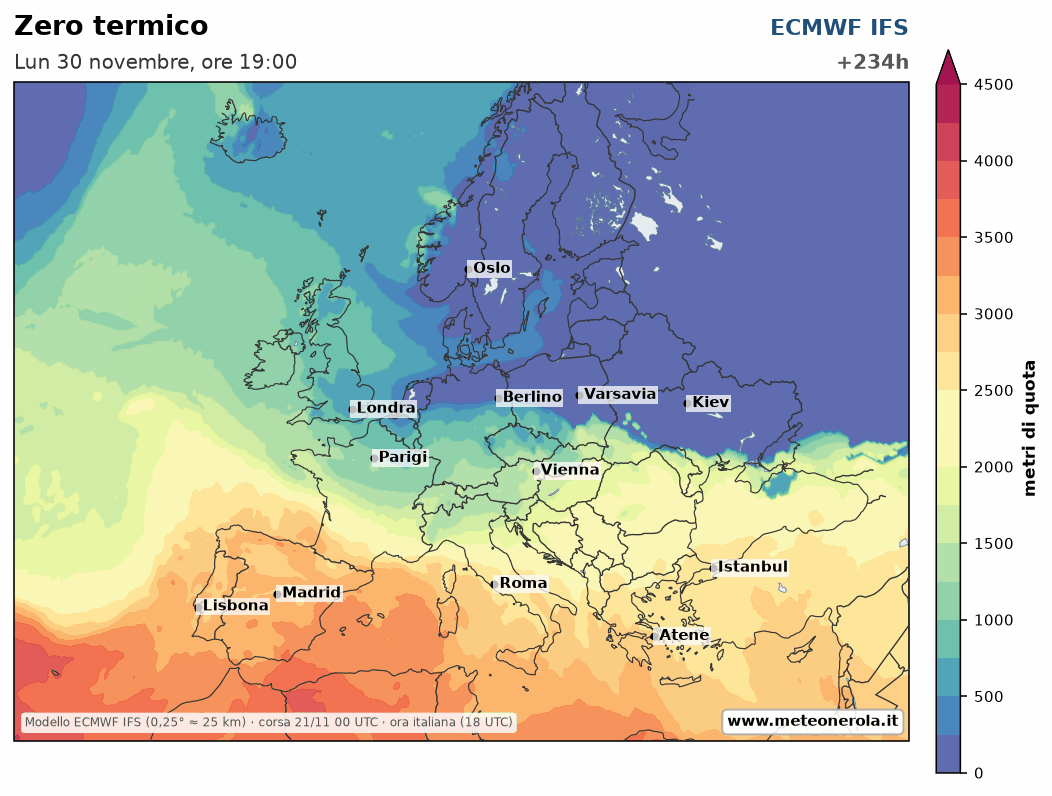 Zero termico
ECMWF IFS
Lun 30 novembre, ore 19:00
+234h
4500
4000
3500
3000
2500
2000
1500
1000
500
0
metri di quota
Oslo
Londra
Berlino
Varsavia
Kiev
Parigi
Vienna
Istanbul
Roma
Madrid
Lisbona
Atene
Modello ECMWF IFS (0,25° ≈ 25 km) · corsa 21/11 00 UTC · ora italiana (18 UTC)
www.meteonerola.it